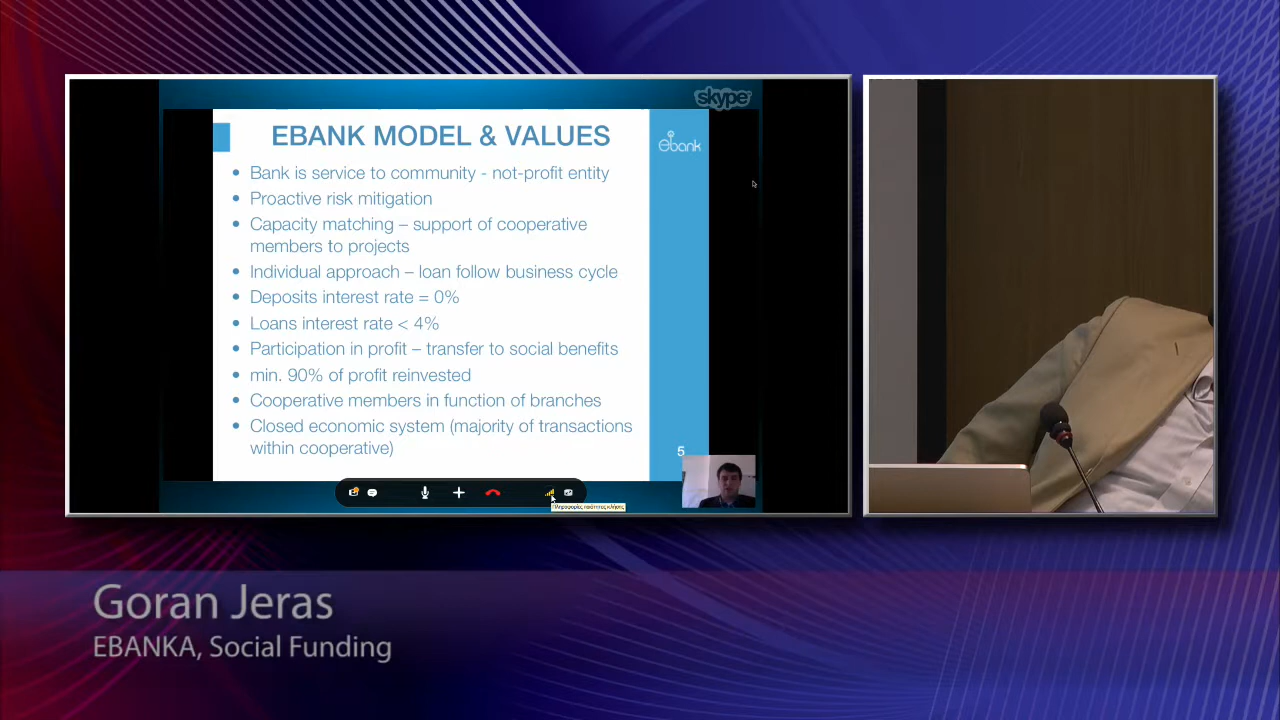 skype
EBANK MODEL & VALUES
ebank
Bank is service to community - not-profit entity
Proactive risk mitigation
Capacity matching – support of cooperative
members to projects
Individual approach – loan follow business cycle
Deposits interest rate = 0%
Loans interest rate < 4%
Participation in profit – transfer to social benefits
min. 90% of profit reinvested
Cooperative members in function of branches
Closed economic system (majority of transactions
within cooperative)
5
Πληροφορίες ποιότητας κλήσης
Goran Jeras
EBANKA, Social Funding